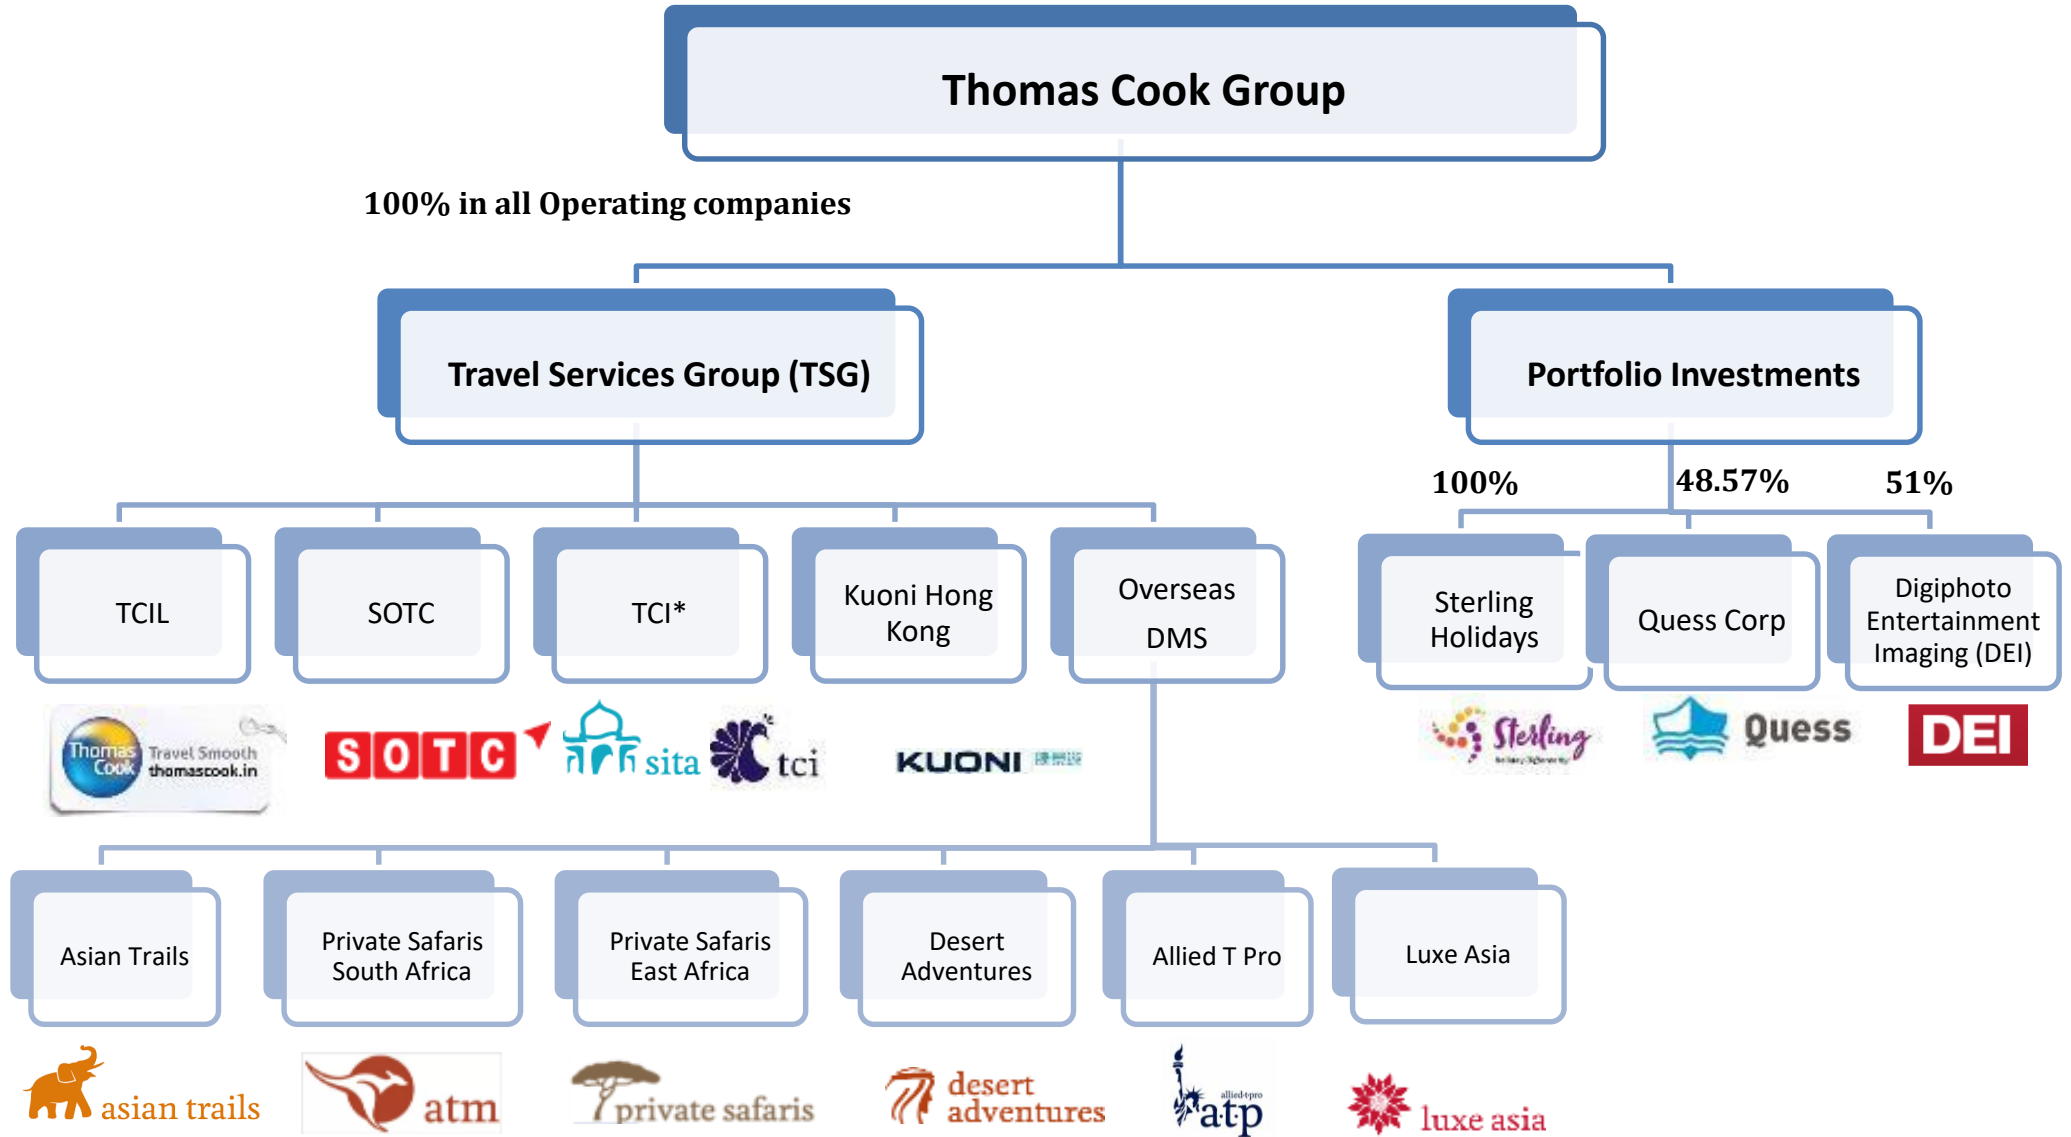 Thomas Cook Group
100% in all Operating companies
Travel Services Group (TSG)
Portfolio Investments
100%
48.57%
51%
TCIL
SOTC
TCI*
Kuoni Hong
Kong
Overseas
DMS
Sterling
Holidays
Quess Corp
Digiphoto
Entertainment
Imaging (DEI)
Thomas
Cook
Travel Smooth
thomascook.in
SOTC
sita
tci
KUONI
Sterling
Quess
DEI
Asian Trails
Private Safaris
South Africa
Private Safaris
East Africa
Desert
Adventures
Allied T Pro
Luxe Asia
asian trails
atm
private safaris
desert
adventures
allied-t-pro
a.t.p
luxe asia